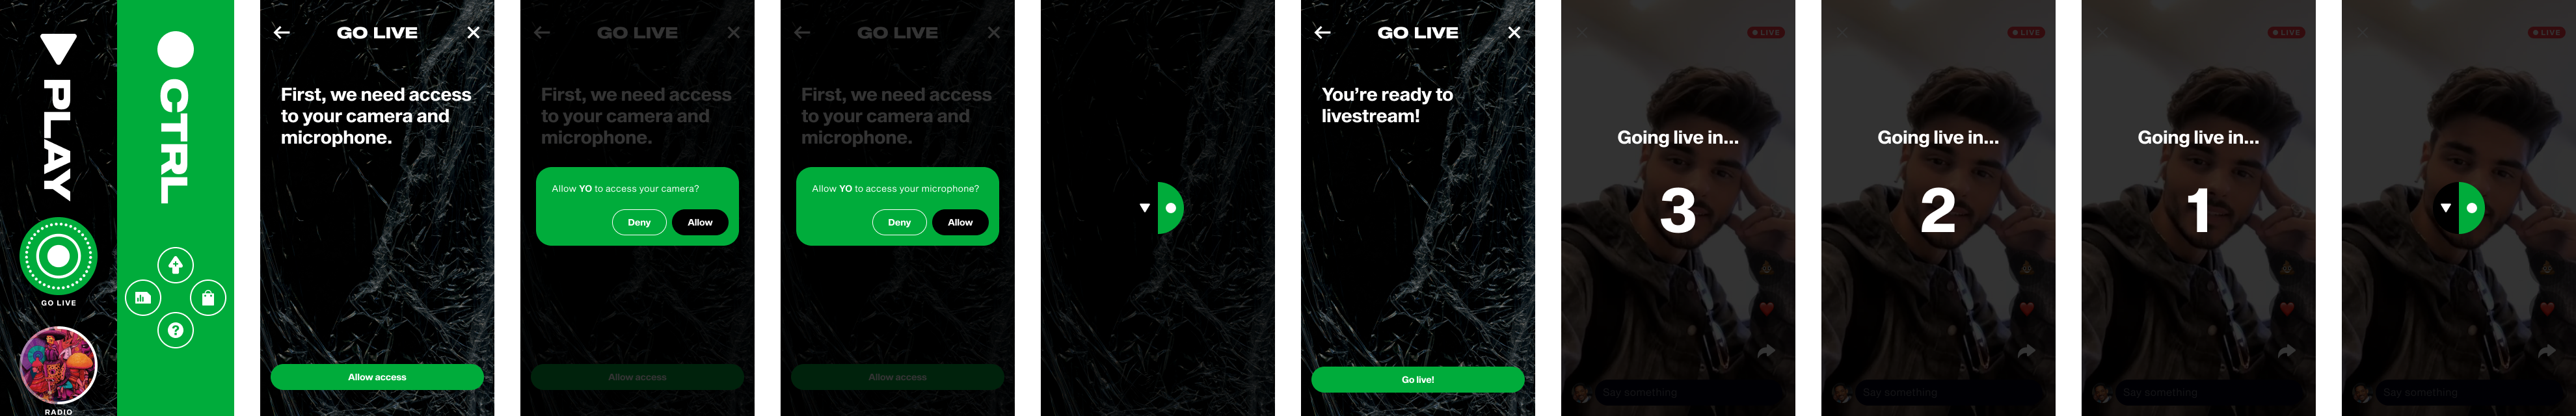 PLAY
GO LIVE
RADIO
CTRL
GO LIVE
First, we need access
to your camera and
microphone.
Allow access
GO LIVE
First, we need access
to your camera and
microphone.
Allow YO to access your camera?
Deny
Allow
Allow access
GO LIVE
First, we need access
to your camera and
microphone.
Allow YO to access your microphone?
Deny
Allow
Allow access
GO LIVE
You’re ready to
livestream!
Go live!
LIVE
Going live in...
3
Say something
LIVE
Going live in...
2
Say something
LIVE
Going live in...
1
Say something
LIVE
Say something